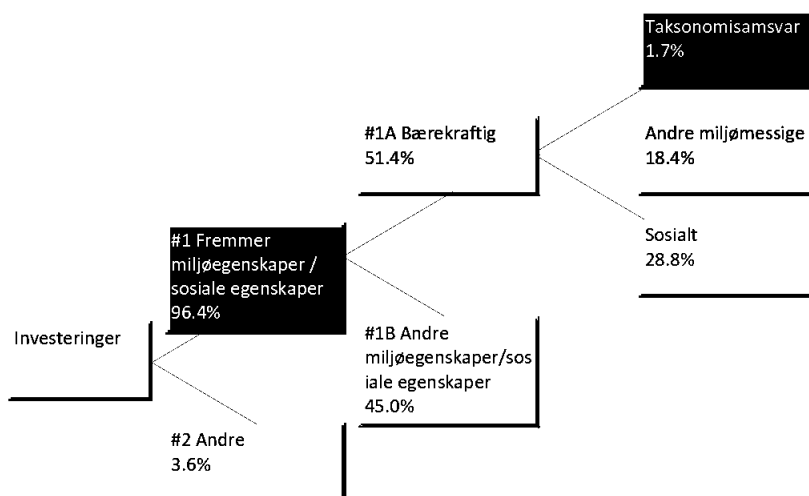 Taksonomisamsvar
1.7%
#1A Bærekraftig
51.4%
Andre miljømessige
18.4%
#1 Fremmer
miljøegenskaper /
sosiale egenskaper
96.4%
Sosialt
28.8%
Investeringer
#1B Andre
miljøegenskaper/sos
iale egenskaper
45.0%
#2 Andre
3.6%